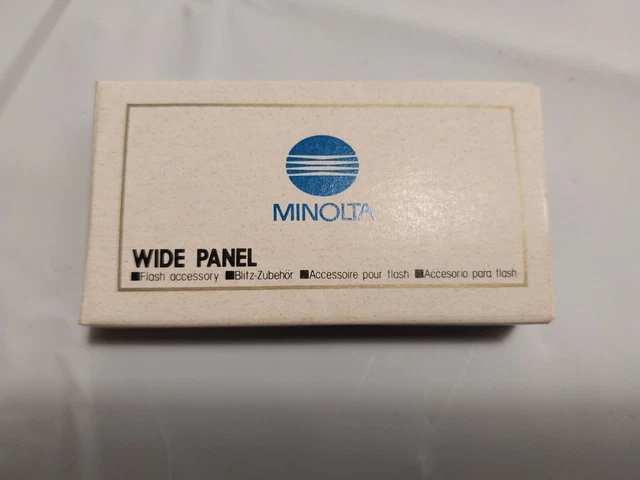 MINOLTA
WIDE PANEL
■Flash accessory ■Blitz-Zubehör ■Accessoire pour flash ■Accesorio para flash